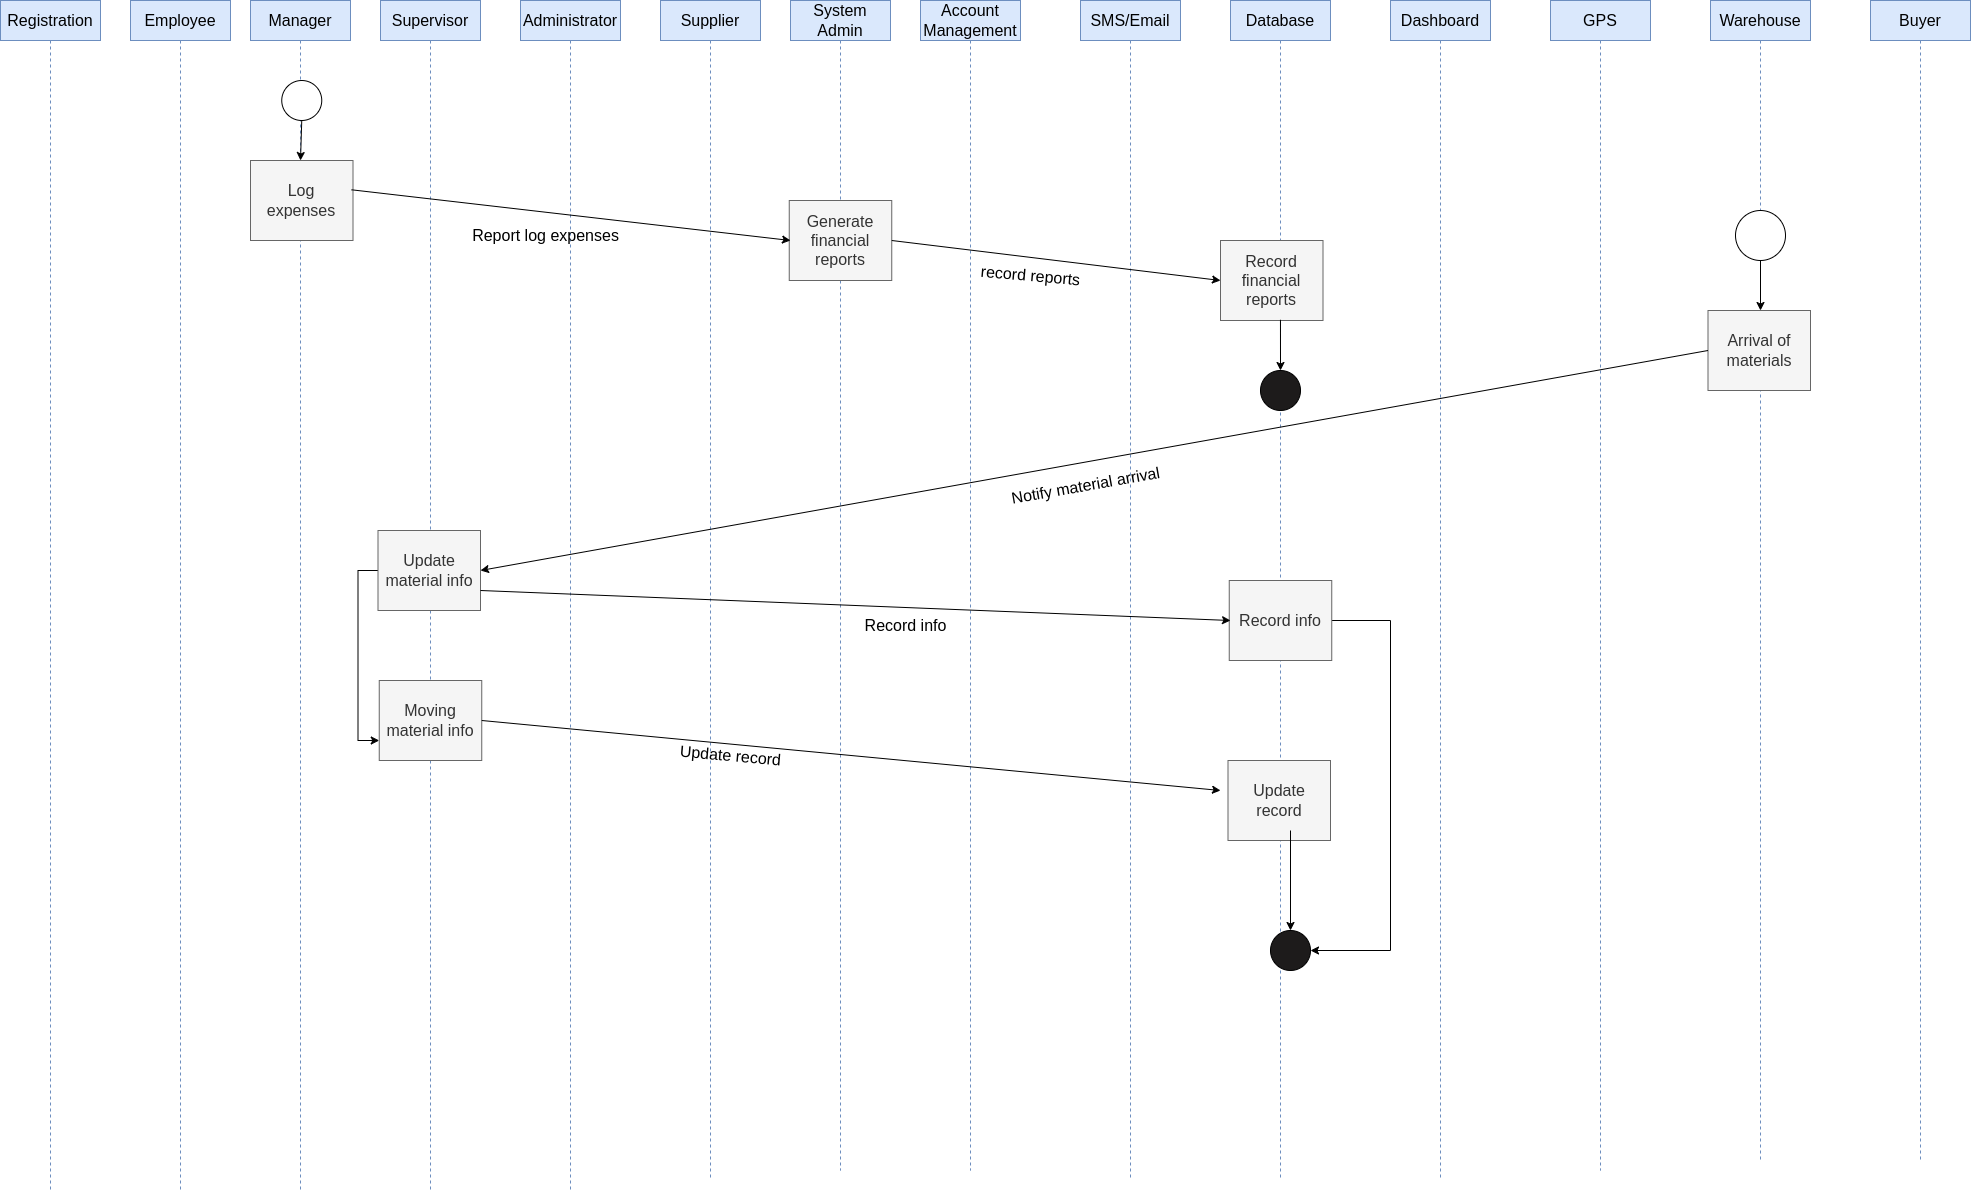 Registration
Employee
Manager
Supervisor
Administrator
Supplier
System
Admin
Account
Management
SMS/Email
Database
Dashboard
GPS
Warehouse
Buyer
Log
expenses
Report log expenses
Generate
financial
reports
record reports
Record
financial
reports
Arrival of
materials
Notify material arrival
Update
material info
Record info
Record info
Moving
material info
Update record
Update
record